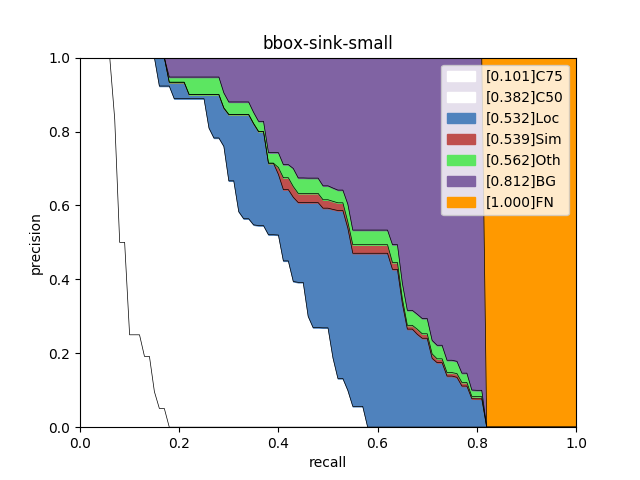 bbox-sink-small
1.0
0.8
0.6
0.4
0.2
0.0
precision
0.0 0.2 0.4 0.6 0.8 1.0
recall
[0.101]C75
[0.382]C50
[0.532]Loc
[0.539]Sim
[0.562]Oth
[0.812]BG
[1.000]FN